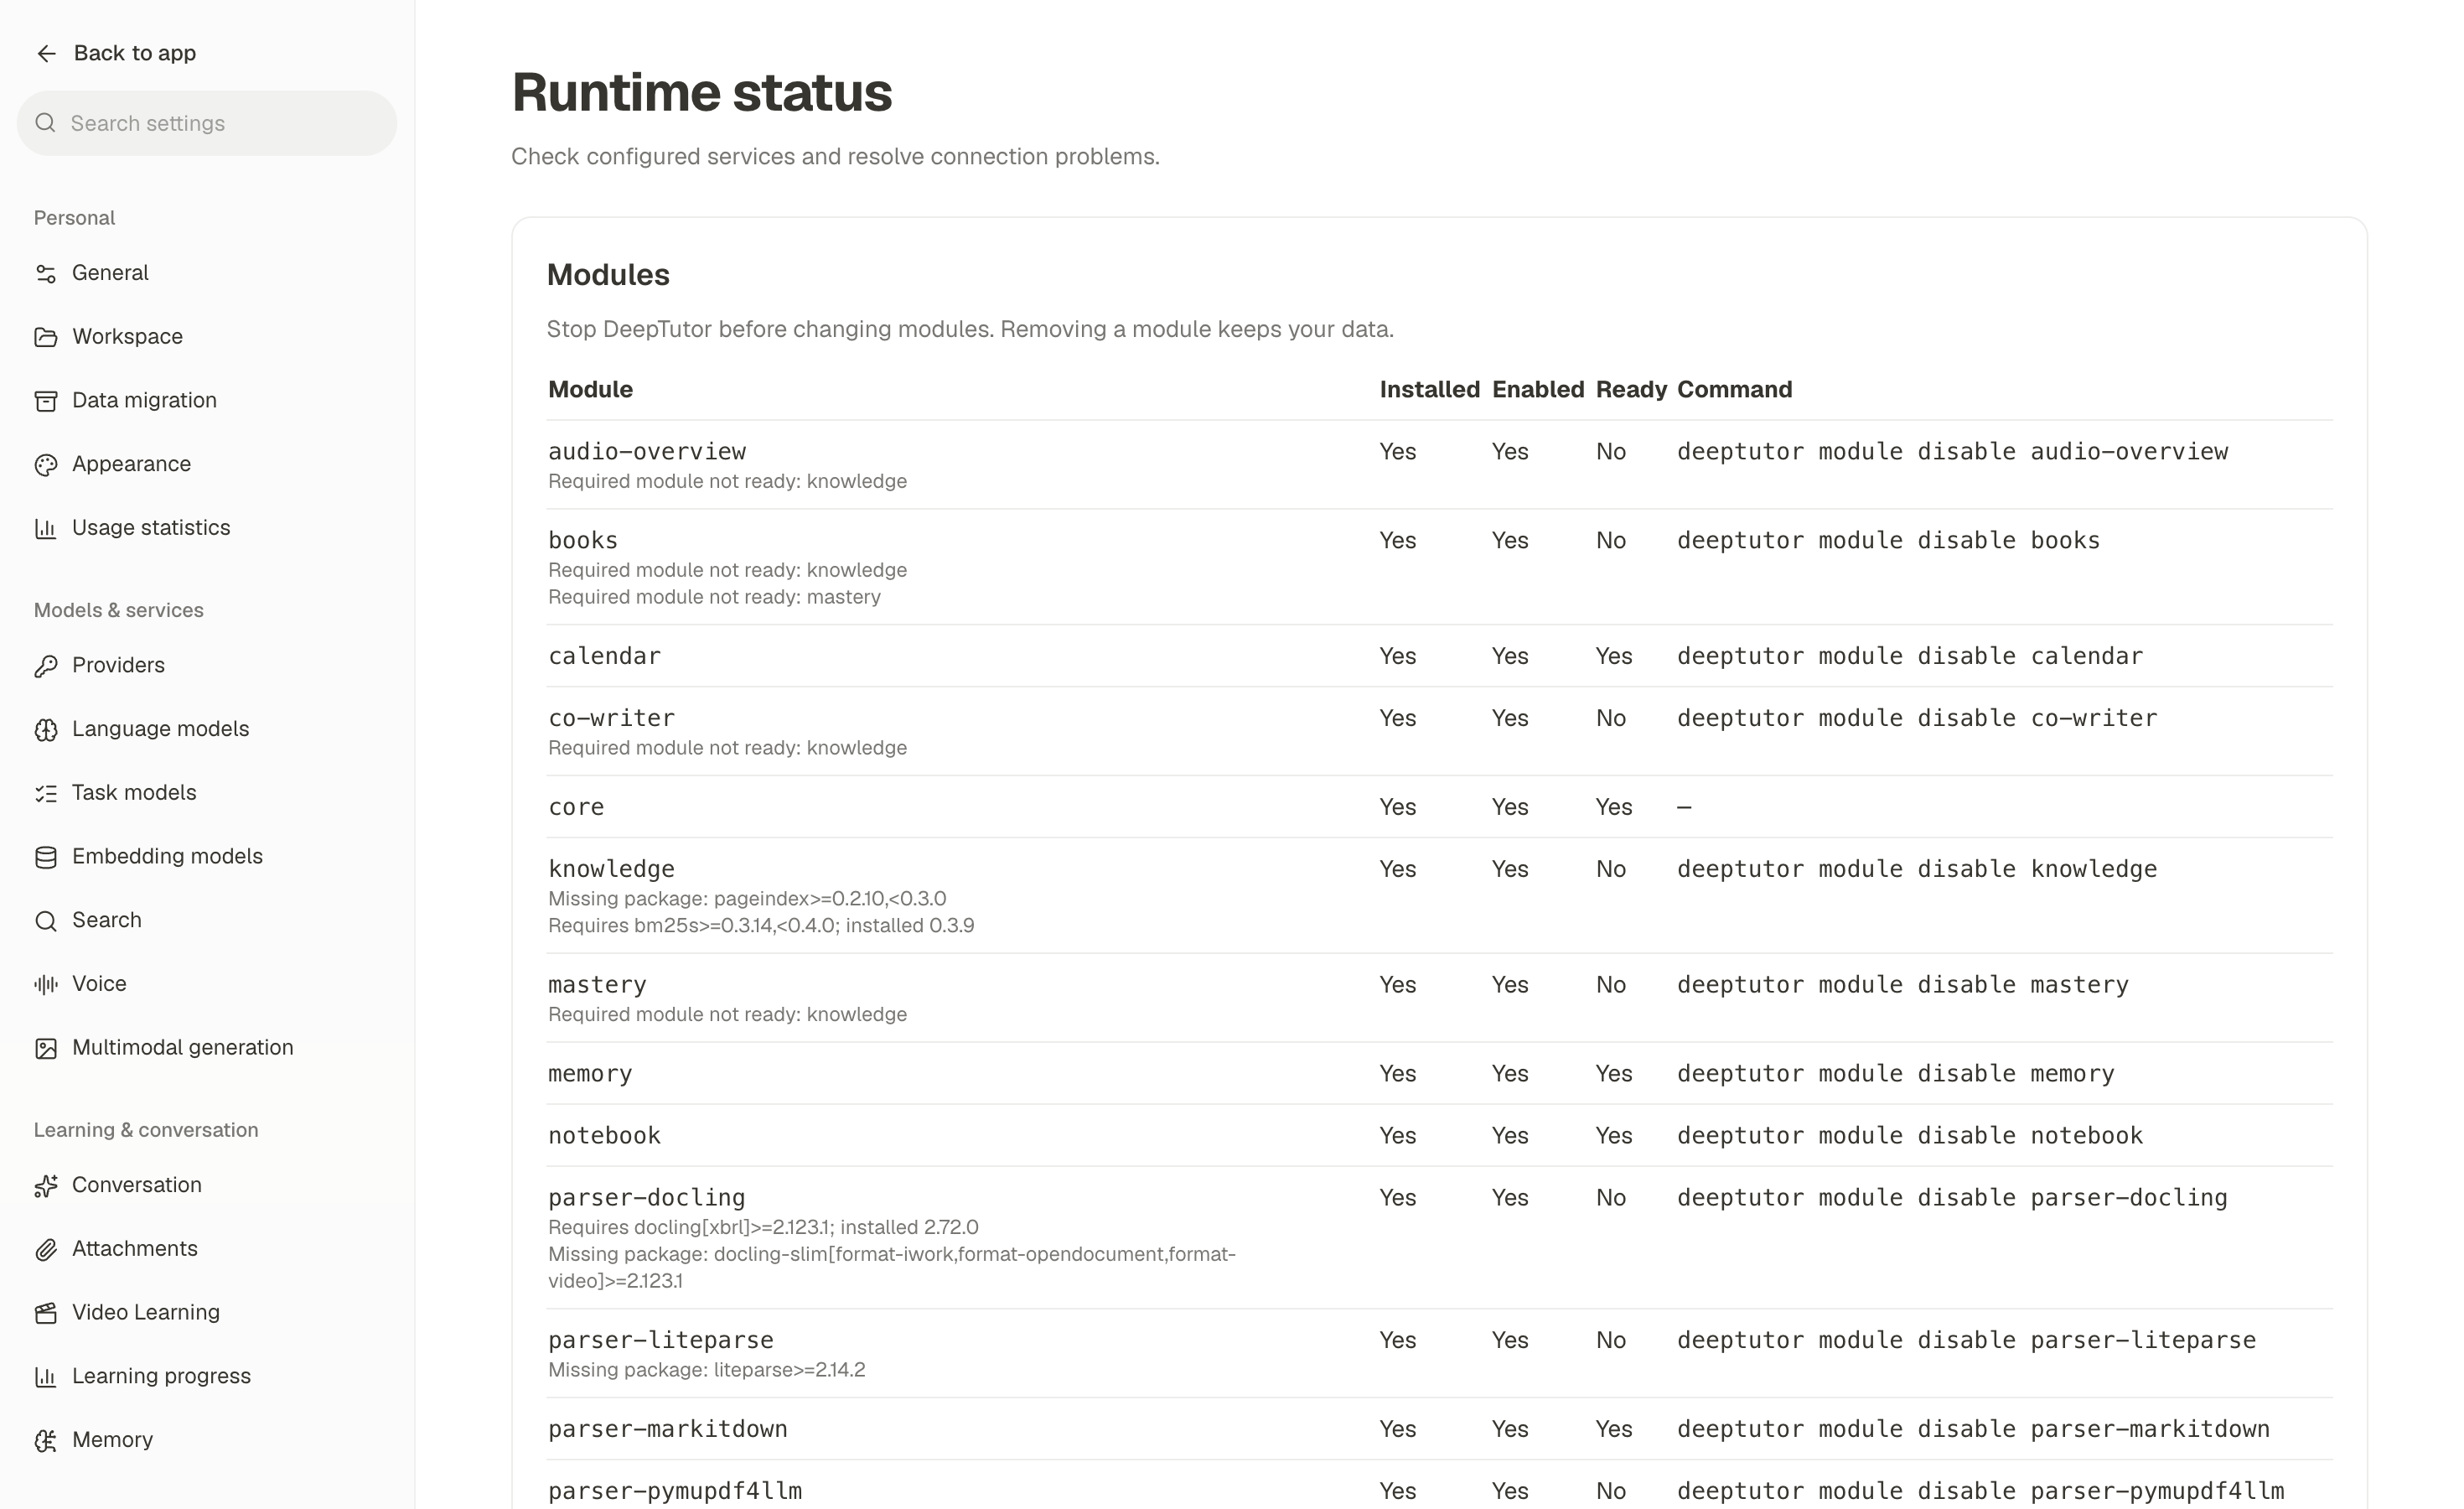 Back to app
Search settings
Personal
General
Workspace
Data migration
Appearance
Usage statistics
Models & services
Providers
Language models
Task models
Embedding models
Search
Voice
Multimodal generation
Learning & conversation
Conversation
Attachments
Video Learning
Learning progress
Memory
Runtime status
Check configured services and resolve connection problems.
Modules
Stop DeepTutor before changing modules. Removing a module keeps your data.
Module Installed Enabled Ready Command
audio-overview Yes Yes No deeptutor module disable audio-overview
Required module not ready: knowledge
books Yes Yes No deeptutor module disable books
Required module not ready: knowledge
Required module not ready: mastery
calendar Yes Yes Yes deeptutor module disable calendar
co-writer Yes Yes No deeptutor module disable co-writer
Required module not ready: knowledge
core Yes Yes Yes —
knowledge Yes Yes No deeptutor module disable knowledge
Missing package: pageindex>=0.2.10,<0.3.0
Requires bm25s>=0.3.14,<0.4.0; installed 0.3.9
mastery Yes Yes No deeptutor module disable mastery
Required module not ready: knowledge
memory Yes Yes Yes deeptutor module disable memory
notebook Yes Yes Yes deeptutor module disable notebook
parser-docling Yes Yes No deeptutor module disable parser-docling
Requires docling[xbrl]>=2.123.1; installed 2.72.0
Missing package: docling-slim[format-iwork,format-opendocument,format-
video]>=2.123.1
parser-liteparse Yes Yes No deeptutor module disable parser-liteparse
Missing package: liteparse>=2.14.2
parser-markitdown Yes Yes Yes deeptutor module disable parser-markitdown
parser-pymupdf4llm Yes Yes No deeptutor module disable parser-pymupdf4llm